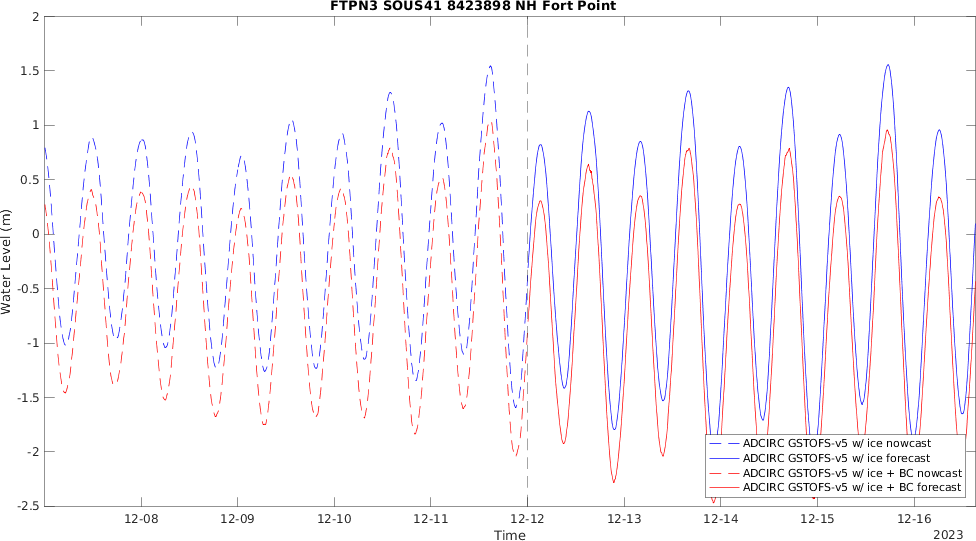 FTPN3 SOUS41 8423898 NH Fort Point
2
1.5
1
0.5
0
-0.5
-1
-1.5
-2
-2.5
Water Level (m)
ADCIRC GSTOFS-v5 w/ ice nowcast
ADCIRC GSTOFS-v5 w/ ice forecast
ADCIRC GSTOFS-v5 w/ ice + BC nowcast
ADCIRC GSTOFS-v5 w/ ice + BC forecast
12-08 12-09 12-10 12-11 12-12 12-13 12-14 12-15 12-16
Time
2023